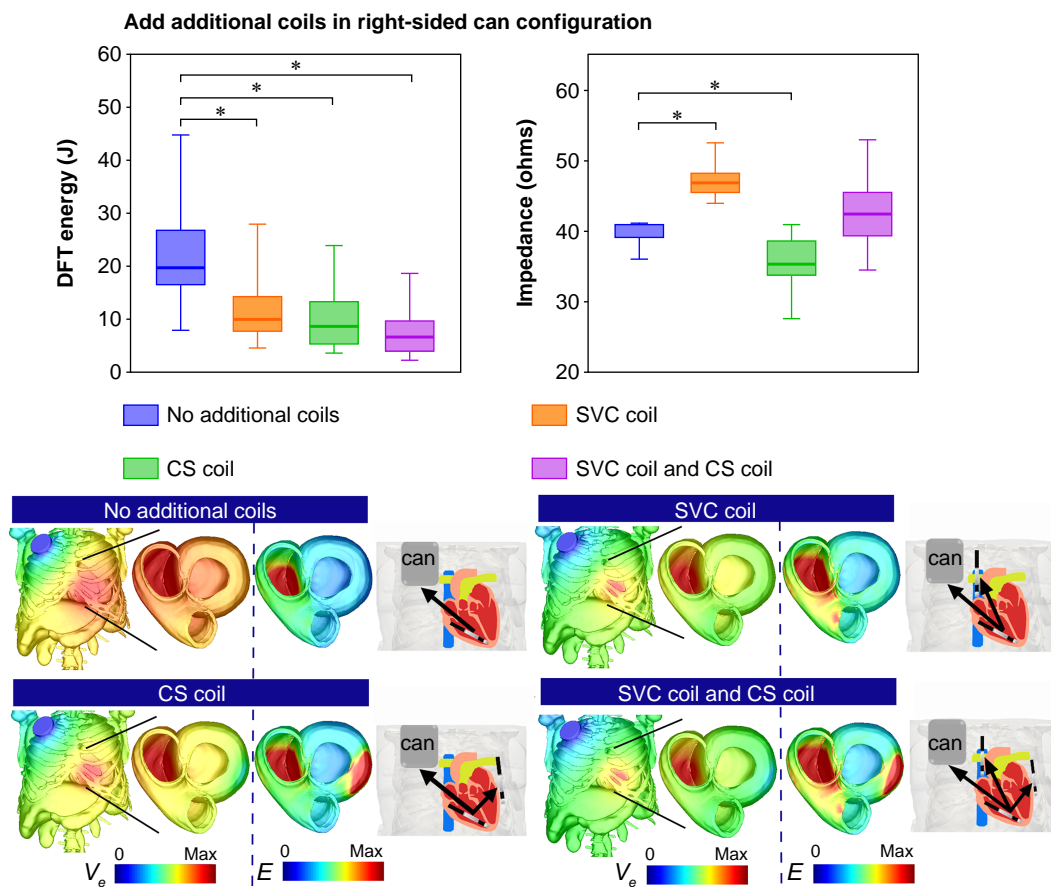 Add additional coils in right-sided can configuration
DFT energy (J)
60
50
40
30
20
10
0
*
*
*
Impedance (ohms)
60
50
40
30
20
*
*
No additional coils
SVC coil
CS coil
SVC coil and CS coil
No additional coils
can
SVC coil
can
CS coil
can
SVC coil and CS coil
can
0 Max
V_e
0 Max
E
0 Max
V_e
0 Max
E